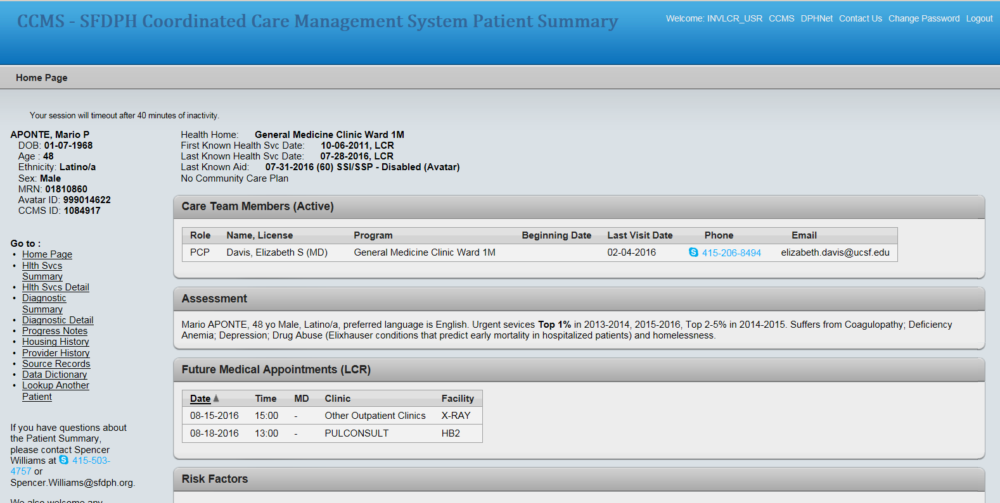 CCMS - SFDPH Coordinated Care Management System Patient Summary
Welcome: INVLCR_USR CCMS DPHNet Contact Us Change Password Logout
Home Page
Your session will timeout after 40 minutes of inactivity.
APONTE, Mario P
DOB: 01-07-1968
Age : 48
Ethnicity: Latino/a
Sex: Male
MRN: 01810860
Avatar ID: 999014622
CCMS ID: 1084917
Go to :
• Home Page
• Hlth Svcs
Summary
• Hlth Svcs Detail
• Diagnostic
Summary
• Diagnostic Detail
• Progress Notes
• Housing History
• Provider History
• Source Records
• Data Dictionary
• Lookup Another
Patient
If you have questions about
the Patient Summary,
please contact Spencer
Williams at 415-503-
4757 or
Spencer.Williams@sfdph.org.
We also welcome any
Health Home: General Medicine Clinic Ward 1M
First Known Health Svc Date: 10-06-2011, LCR
Last Known Health Svc Date: 07-28-2016, LCR
Last Known Aid: 07-31-2016 (60) SSI/SSP - Disabled (Avatar)
No Community Care Plan
Care Team Members (Active)
Role Name, License Program Beginning Date Last Visit Date Phone Email
PCP Davis, Elizabeth S (MD) General Medicine Clinic Ward 1M 02-04-2016 415-206-8494 elizabeth.davis@ucsf.edu
Assessment
Mario APONTE, 48 yo Male, Latino/a, preferred language is English. Urgent sevices Top 1% in 2013-2014, 2015-2016, Top 2-5% in 2014-2015. Suffers from Coagulopathy; Deficiency
Anemia; Depression; Drug Abuse (Elixhauser conditions that predict early mortality in hospitalized patients) and homelessness.
Future Medical Appointments (LCR)
Date Time MD Clinic Facility
08-15-2016 15:00 - Other Outpatient Clinics X-RAY
08-18-2016 13:00 - PULCONSULT HB2
Risk Factors